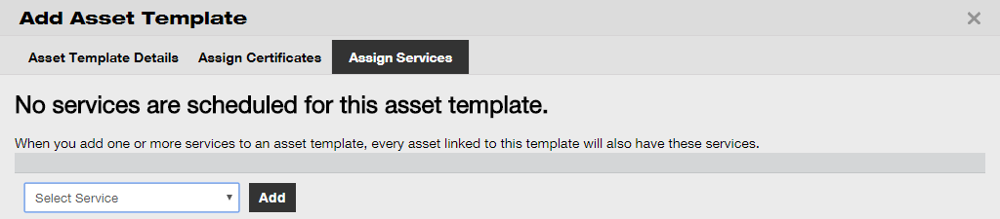 Add Asset Template
Asset Template Details Assign Certificates Assign Services
No services are scheduled for this asset template.
When you add one or more services to an asset template, every asset linked to this template will also have these services.
Select Service Add